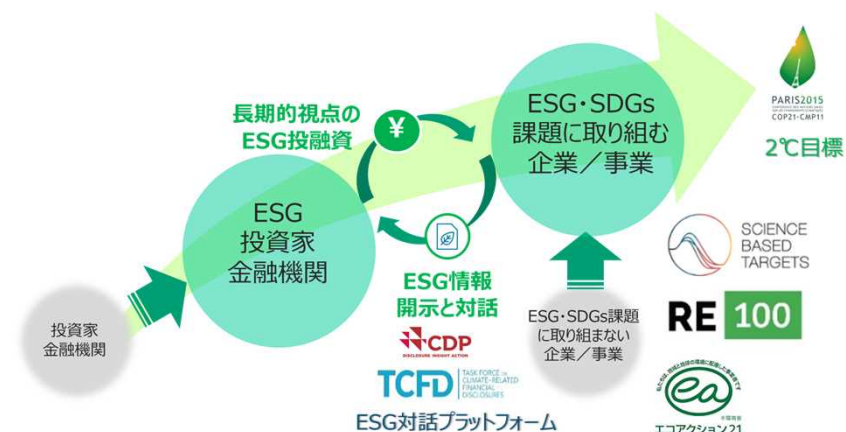 長期的視点の
ESG投融資
¥
ESG・SDGs
課題に取り組む
企業／事業
PARIS2015
COP21・CMP11
2℃目標
ESG
投資家
金融機関
ESG情報
開示と対話
投資家
金融機関
ESG・SDGs課題
に取り組まない
企業／事業
SCIENCE
BASED
TARGETS
RE 100
CDP
DISCLOSURE INSIGHT ACTION
TCFD
TASK FORCE ON
CLIMATE-RELATED
FINANCIAL
DISCLOSURES
ESG対話プラットフォーム
ea
エコアクション21